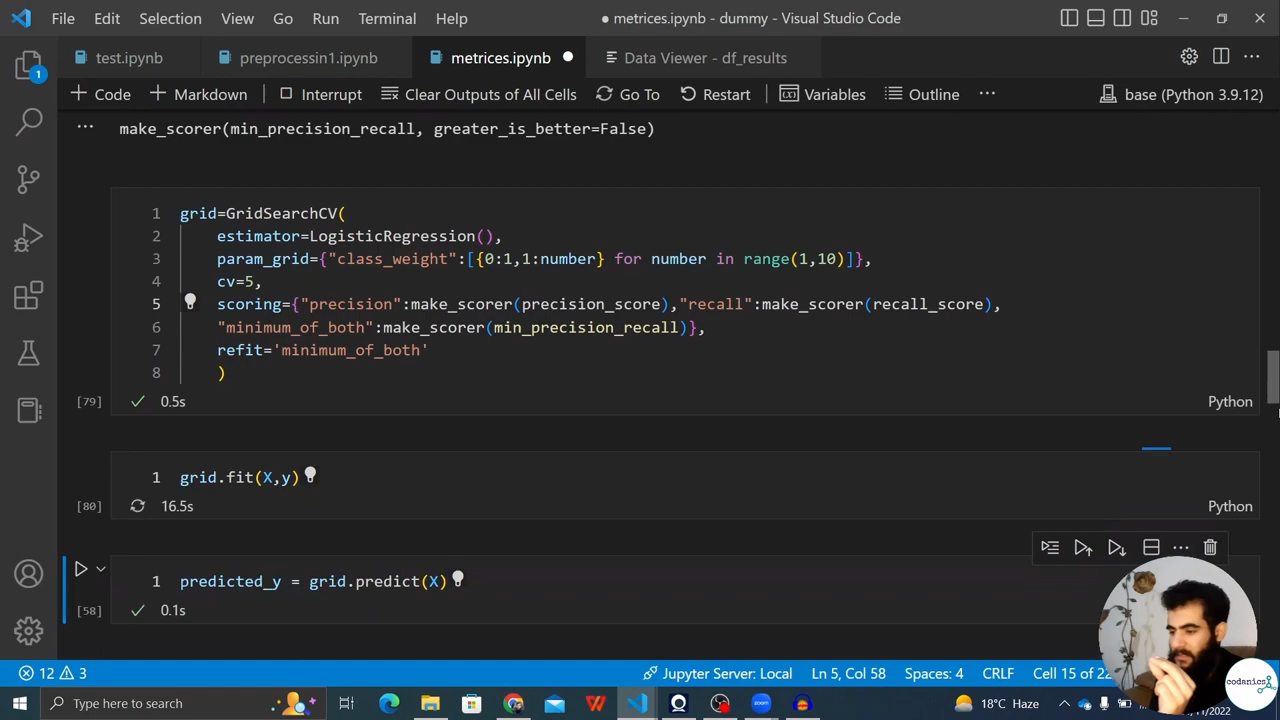 File Edit Selection View Go Run Terminal Help
● metrices.ipynb - dummy - Visual Studio Code
1
test.ipynb
preprocessin1.ipynb
metrices.ipynb
Data Viewer - df_results
Code
Markdown
Interrupt
Clear Outputs of All Cells
Go To
Restart
Variables
Outline
base (Python 3.9.12)
make_scorer(min_precision_recall, greater_is_better=False)
1 grid=GridSearchCV(
2 estimator=LogisticRegression(),
3 param_grid={"class_weight":[{0:1,1:number} for number in range(1,10)]},
4 cv=5,
5 scoring={"precision":make_scorer(precision_score),"recall":make_scorer(recall_score),
6 "minimum_of_both":make_scorer(min_precision_recall)},
7 refit='minimum_of_both'
8 )
[79] 0.5s Python
1 grid.fit(X,y)
[80] 16.5s Python
1 predicted_y = grid.predict(X)
[58] 0.1s
codanics
12 3
Jupyter Server: Local Ln 5, Col 58 Spaces: 4 CRLF Cell 15 of 22
Type here to search
18°C Haze